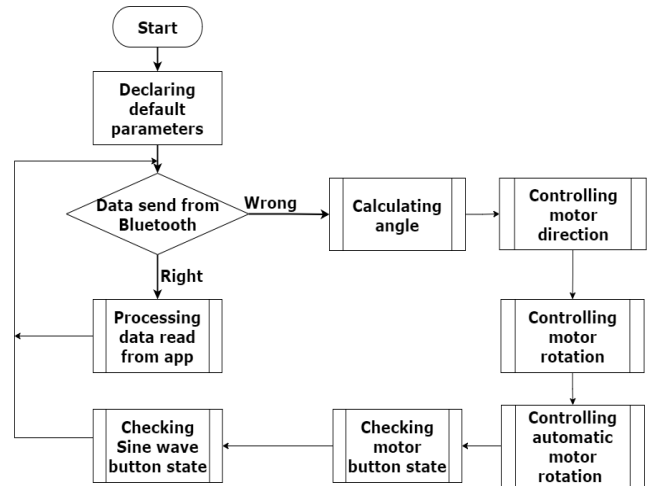 Start
Declaring
default
parameters
Data send from
Bluetooth
Wrong
Calculating
angle
Controlling
motor
direction
Right
Processing
data read
from app
Controlling
motor
rotation
Checking
Sine wave
button state
Checking
motor
button state
Controlling
automatic
motor
rotation